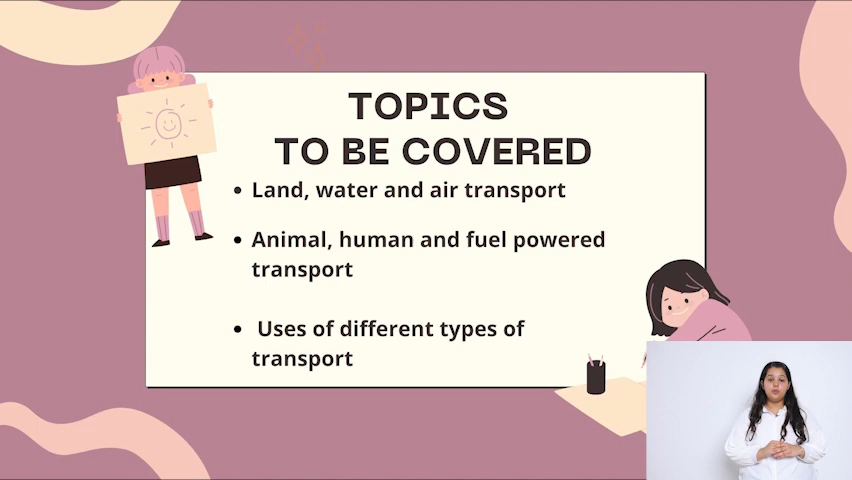 TOPICS
TO BE COVERED
• Land, water and air transport
• Animal, human and fuel powered
transport
• Uses of different types of
transport